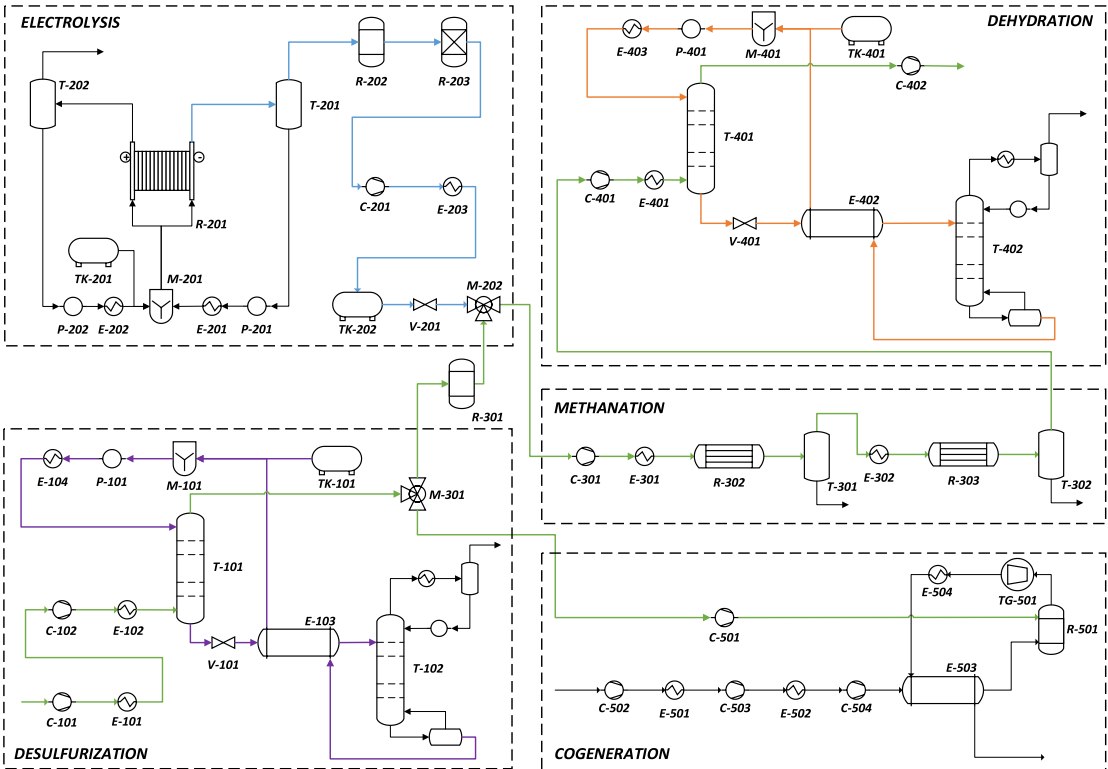 ELECTROLYSIS
T-202
R-202
R-203
T-201
+
-
R-201
C-201
E-203
TK-201
M-201
M-202
P-202
E-202
E-201
P-201
TK-202
V-201
DEHYDRATION
E-403
P-401
M-401
TK-401
C-402
T-401
C-401
E-401
V-401
E-402
T-402
R-301
METHANATION
C-301
E-301
R-302
T-301
E-302
R-303
T-302
E-104
P-101
M-101
TK-101
M-301
T-101
C-102
E-102
V-101
E-103
T-102
C-101
E-101
DESULFURIZATION
E-504
TG-501
C-501
R-501
E-503
C-502
E-501
C-503
E-502
C-504
COGENERATION